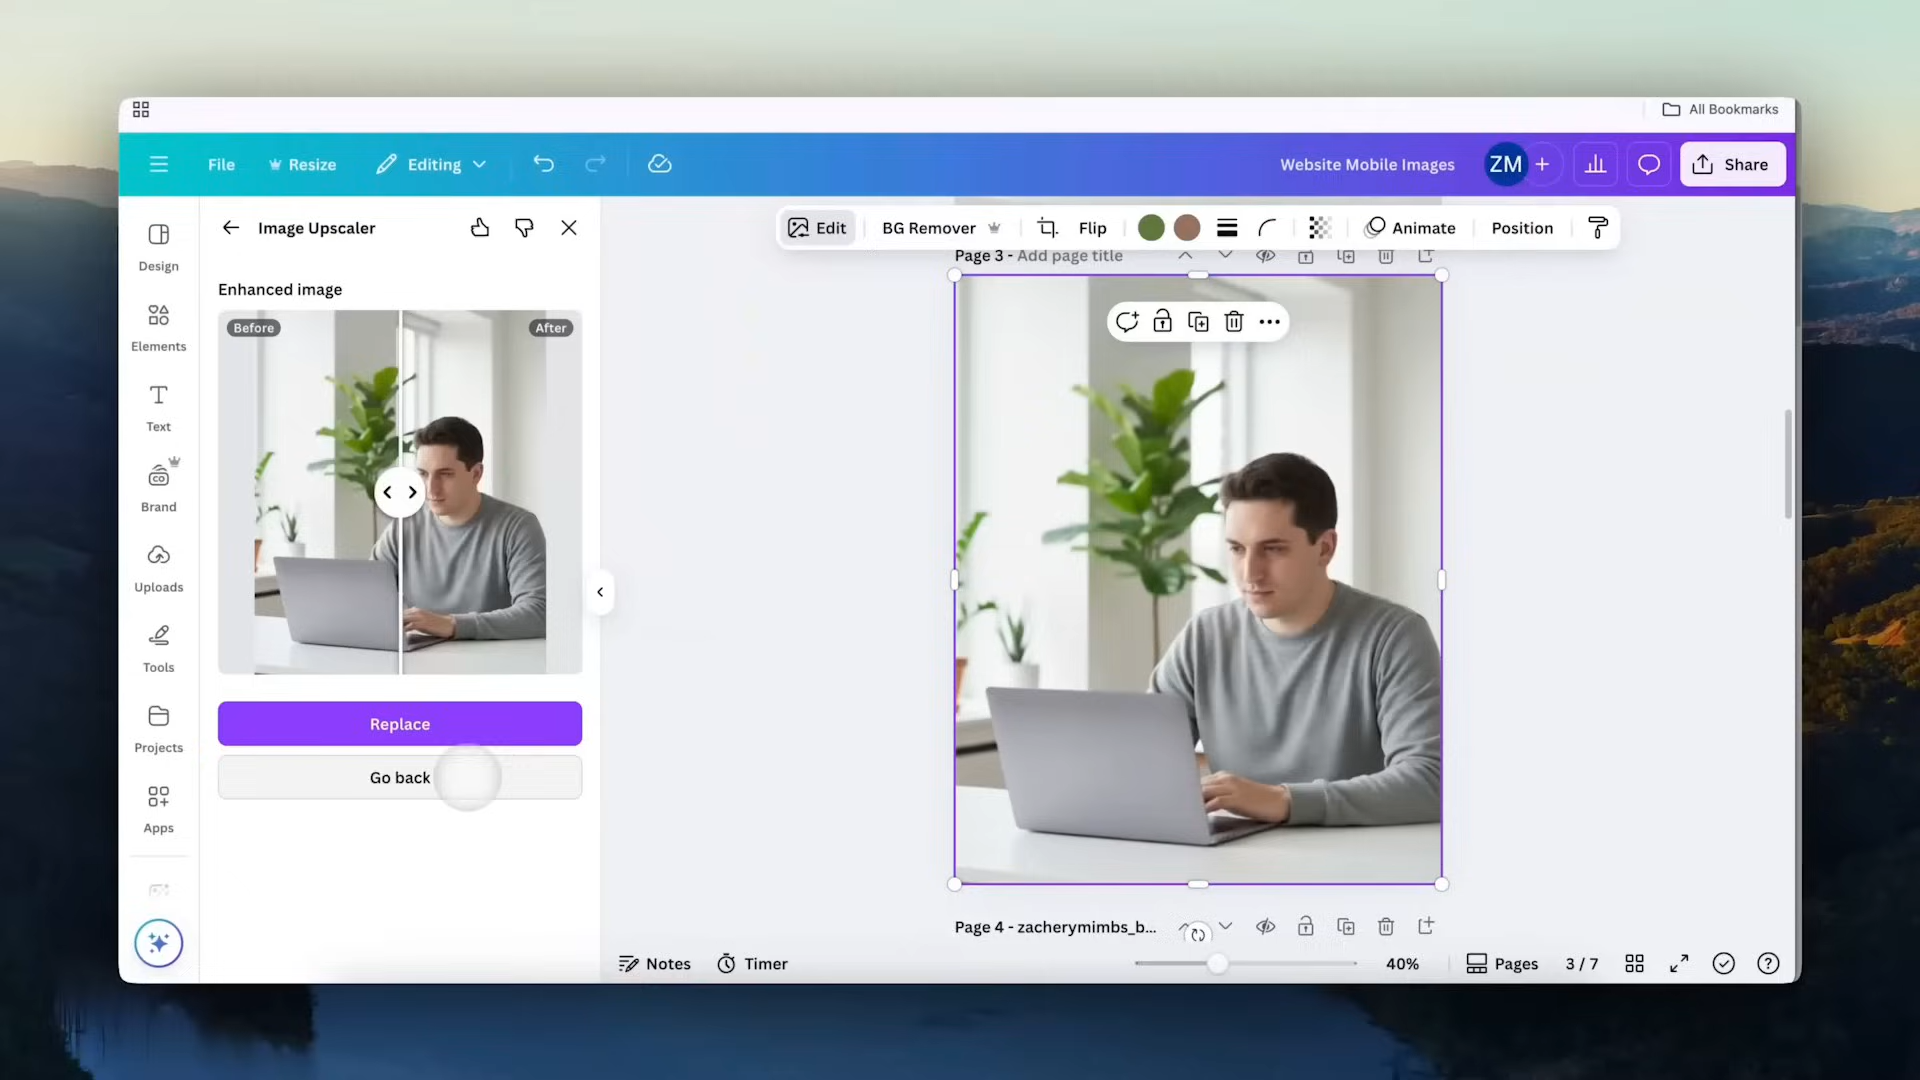 All Bookmarks
File
Resize
Editing
Website Mobile Images
ZM
Share
Image Upscaler
Edit
BG Remover
Flip
Animate
Position
Design
Elements
Text
Brand
CO
Uploads
Tools
Projects
Apps
Enhanced image
Before
After
Replace
Go back
Page 3 - Add page title
Page 4 - zacherymimbs_b...
Notes
Timer
40%
Pages
3 / 7